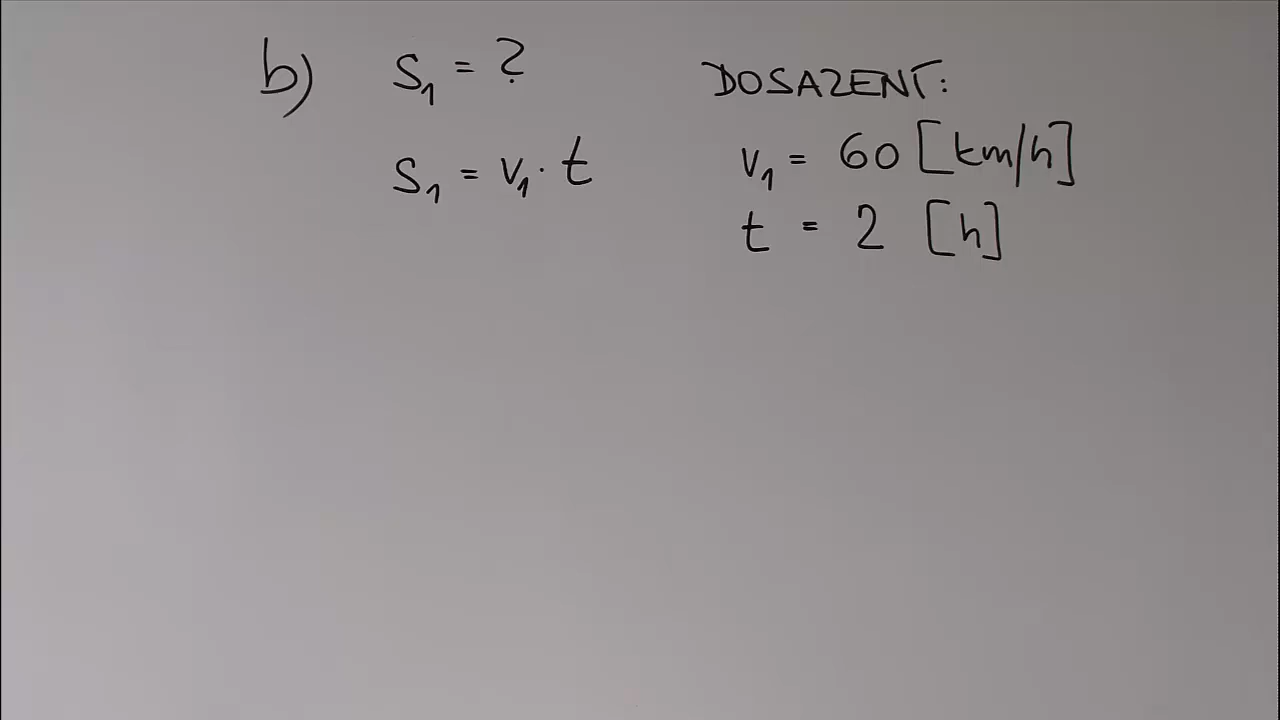 b) s₁ = ?
s₁ = v₁ · t
DOSAZENÍ:
v₁ = 60 [km/h]
t = 2 [h]